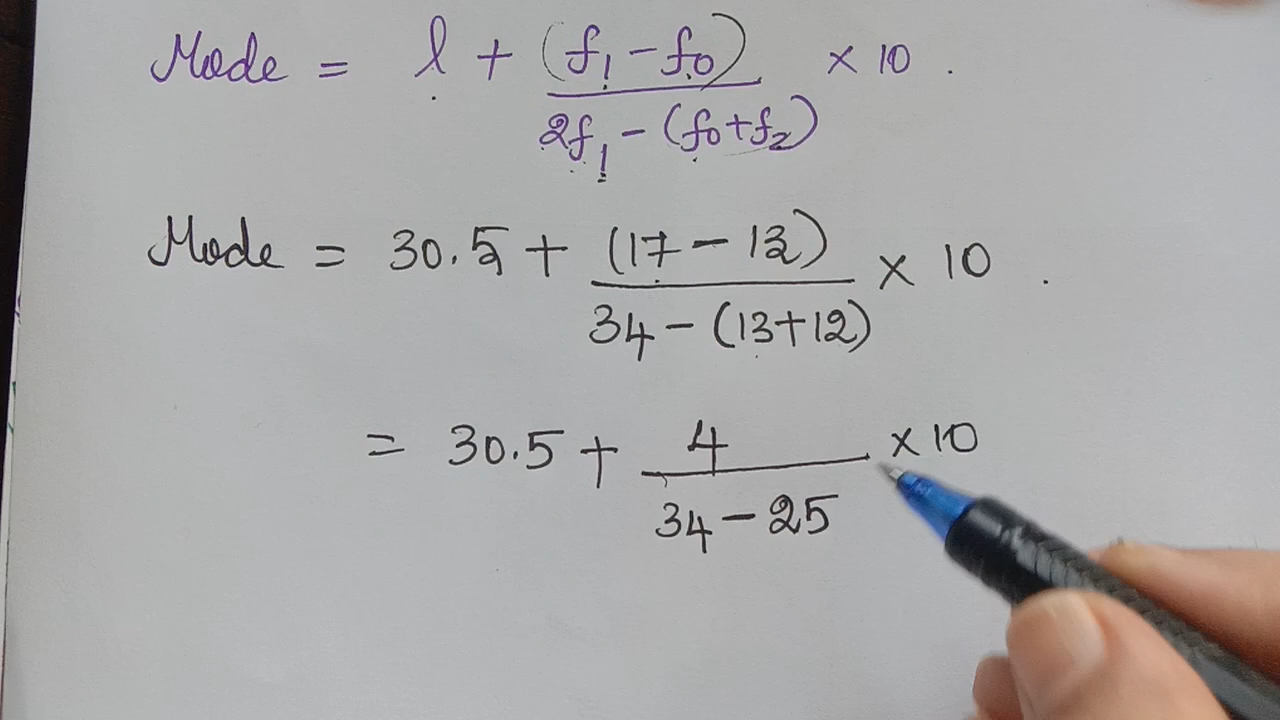 Mode = l + (f1 - f0) / 2f1 - (f0+f2) × 10 .
Mode = 30.5 + (17 - 13) / 34 - (13+12) × 10 .
= 30.5 + 4 / 34 - 25 × 10